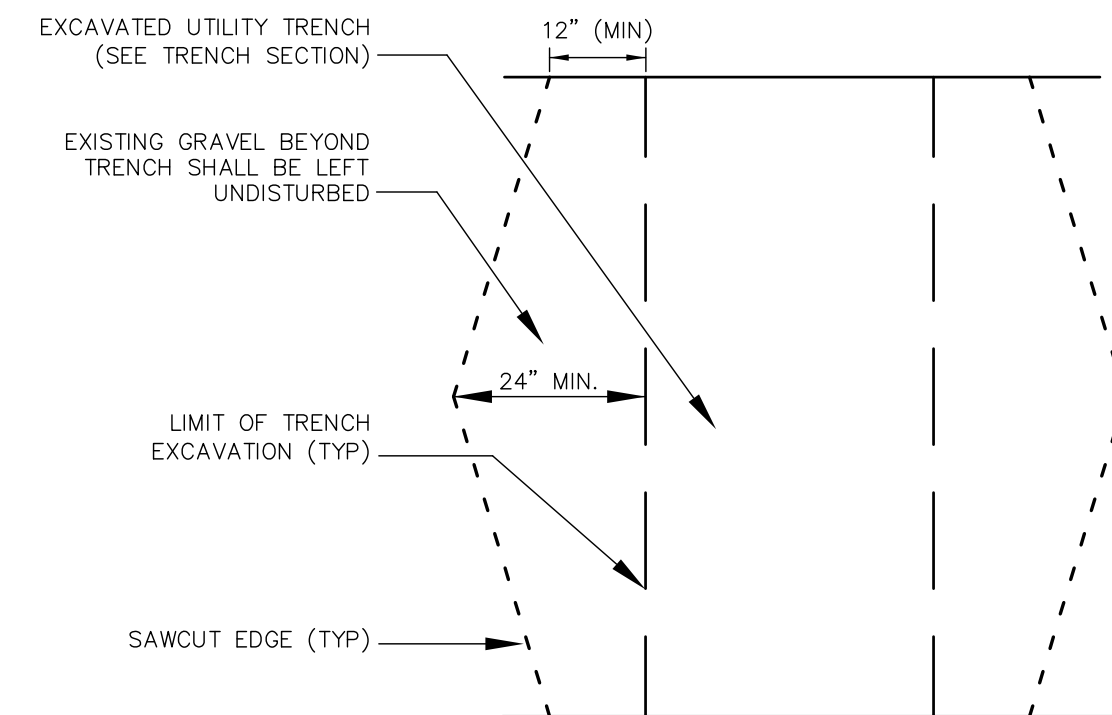 EXCAVATED UTILITY TRENCH
(SEE TRENCH SECTION)
12” (MIN)
EXISTING GRAVEL BEYOND
TRENCH SHALL BE LEFT
UNDISTURBED
24” MIN.
LIMIT OF TRENCH
EXCAVATION (TYP)
SAWCUT EDGE (TYP)